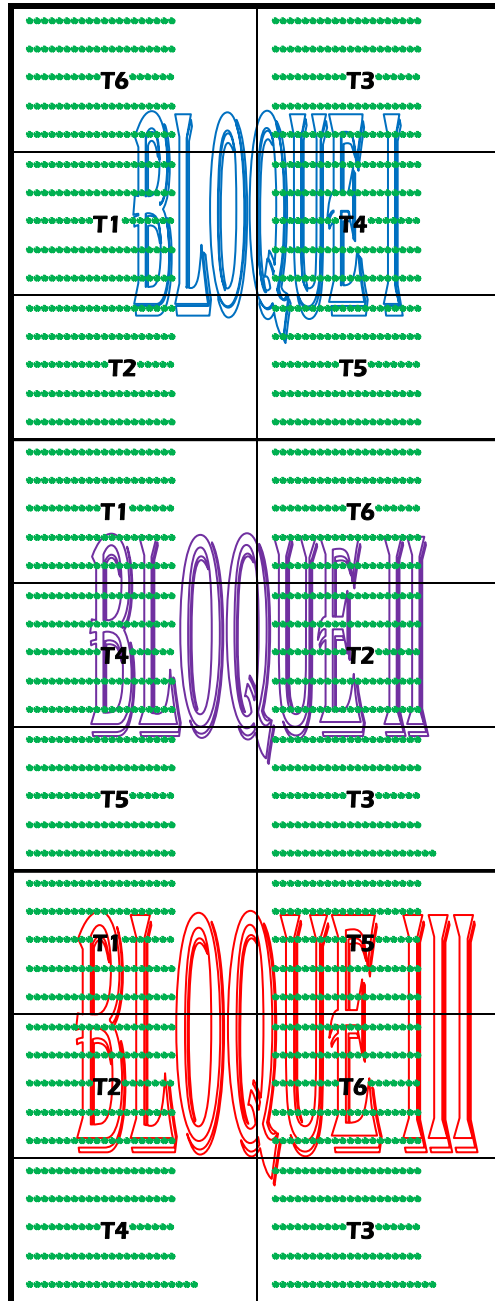 T6 T3
BLOQUE I
T1 T4
T2 T5
T1 T6
BLOQUE II
T4 T2
T5 T3
T1 T5
BLOQUE III
T2 T6
T4 T3